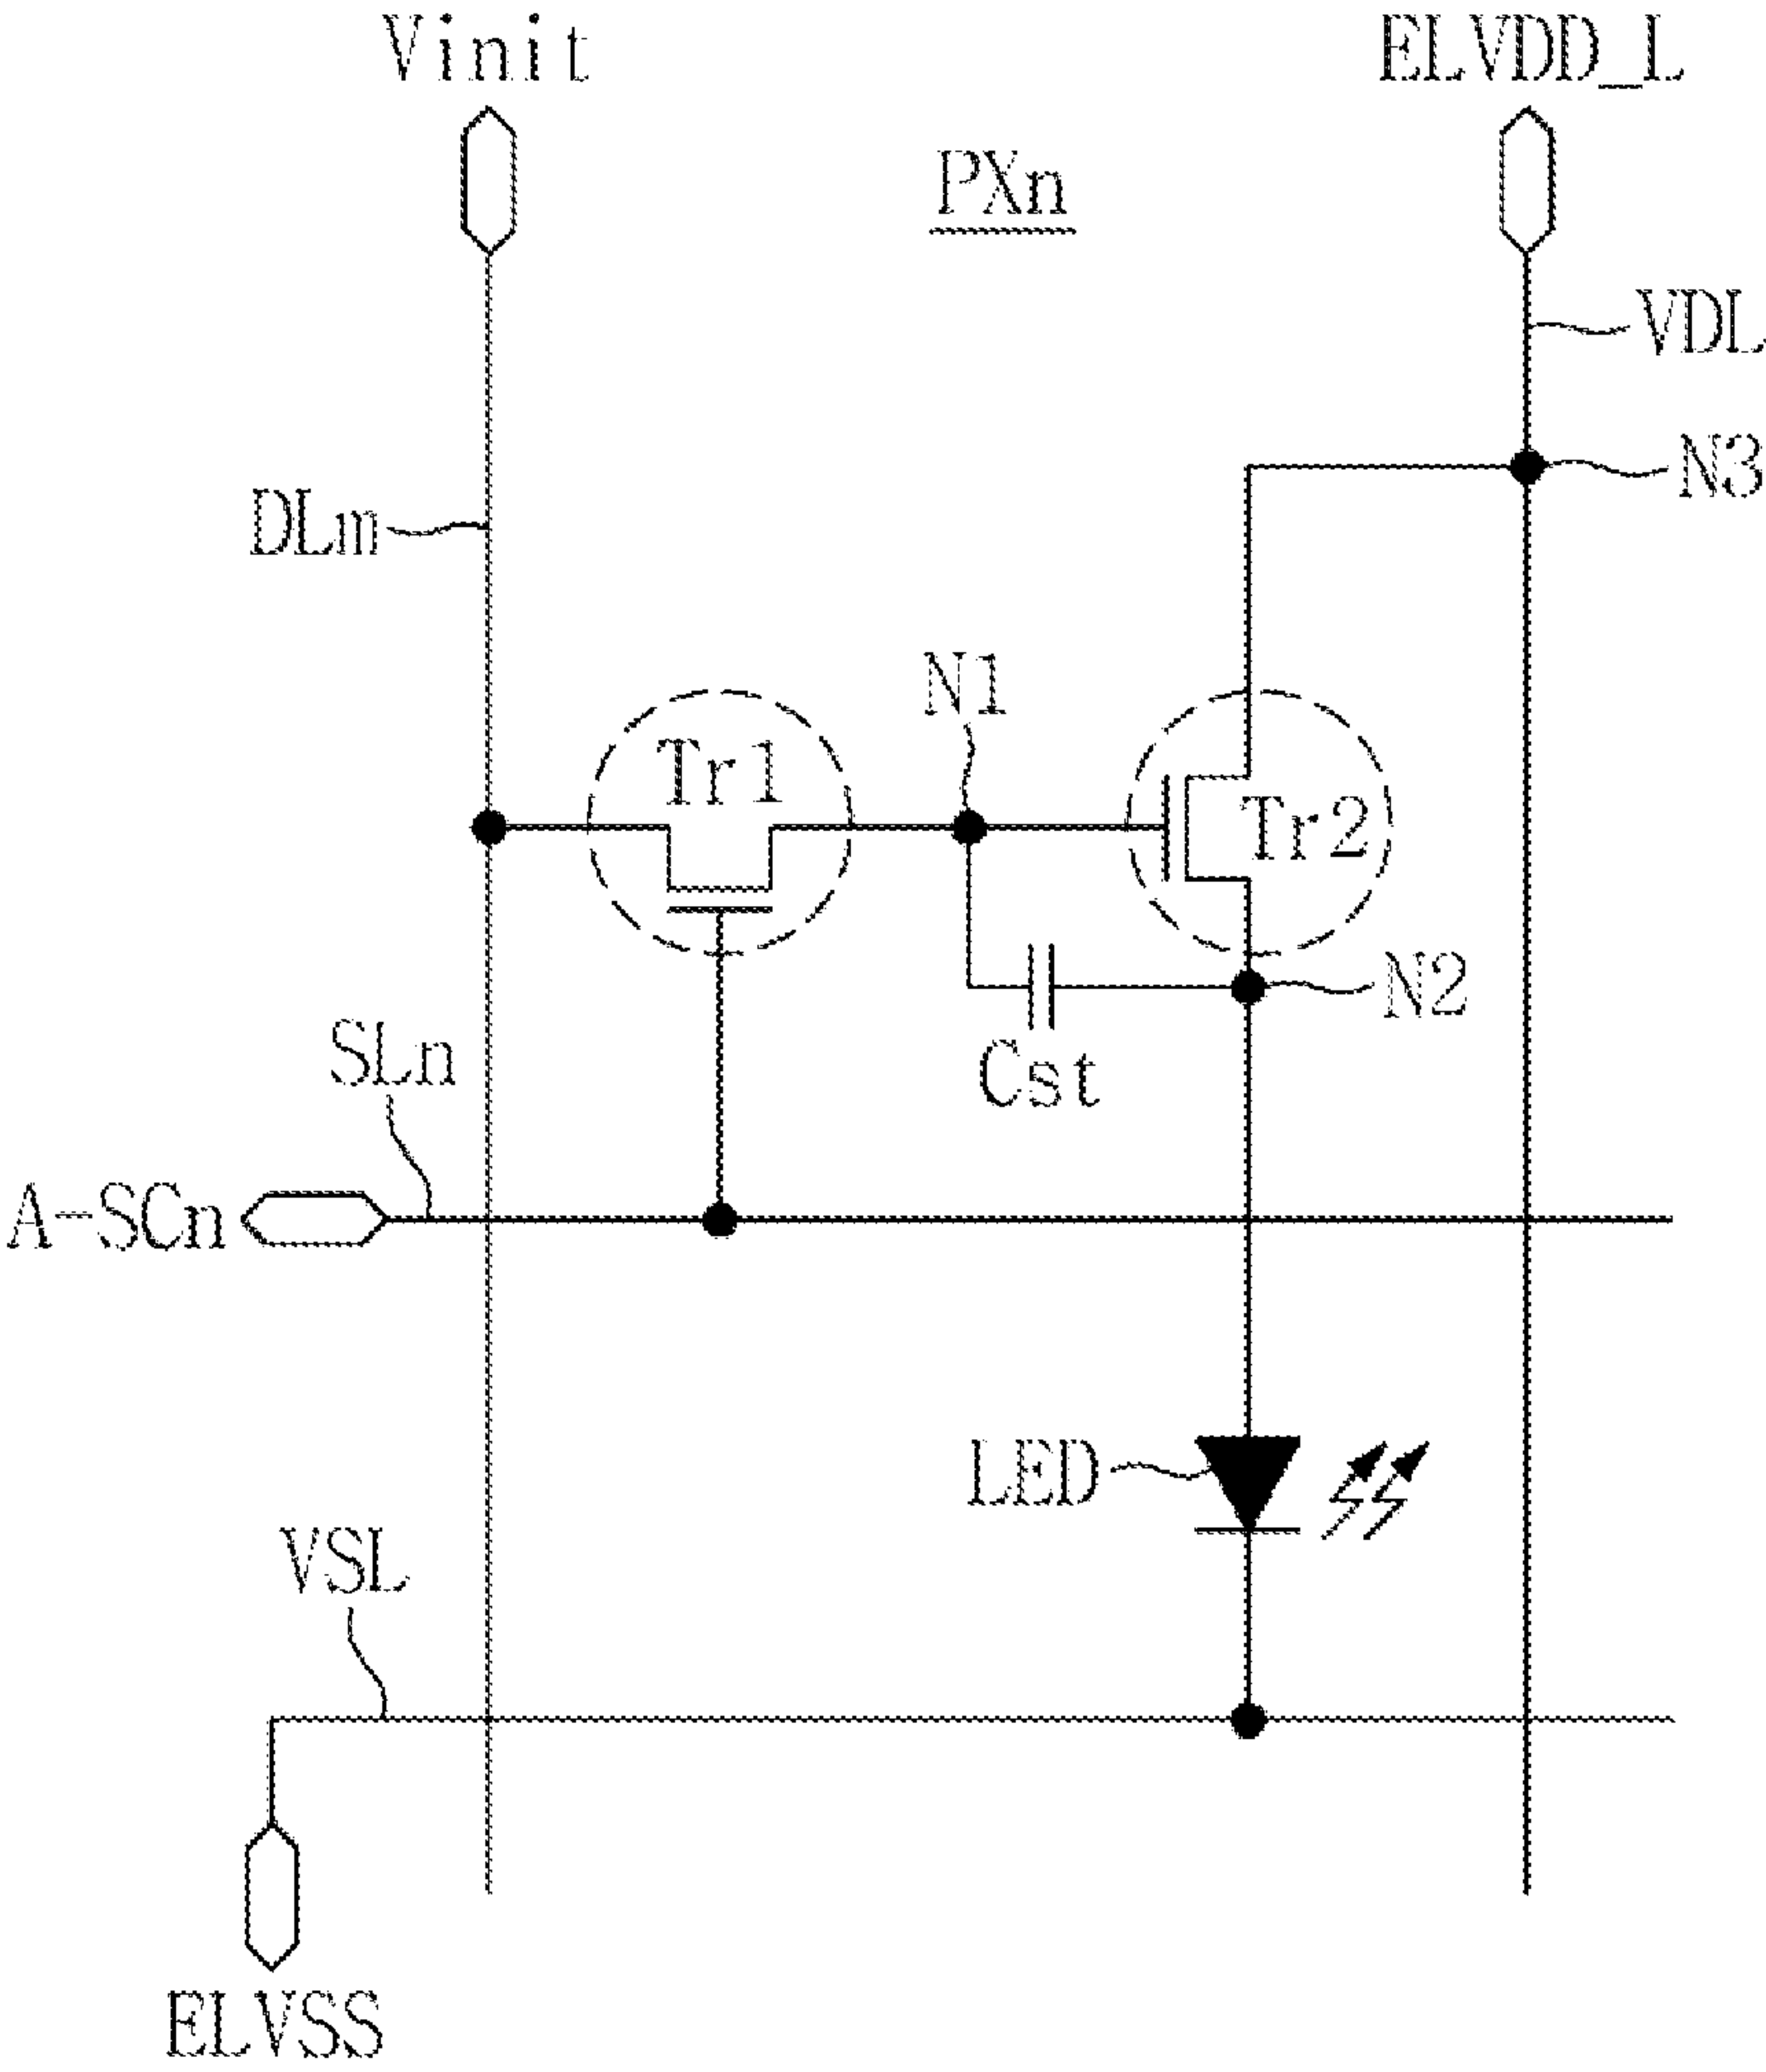 Vinit
ELVDD_L
PXn
VDL
N3
DLm
N1
Tr1
Tr2
N2
SLn
Cst
A-SCn
LED
VSL
ELVSS